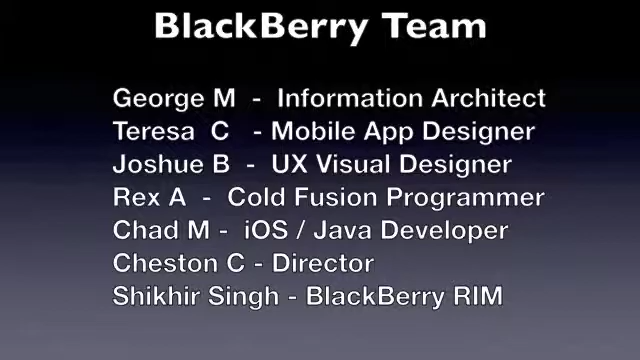 BlackBerry Team
George M - Information Architect
Teresa C - Mobile App Designer
Joshue B - UX Visual Designer
Rex A - Cold Fusion Programmer
Chad M - iOS / Java Developer
Cheston C - Director
Shikhir Singh - BlackBerry RIM